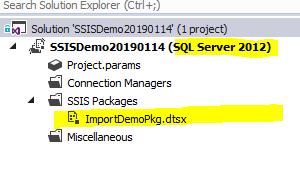 Search Solution Explorer (Ctrl+;)
Solution 'SSISDemo20190114' (1 project)
SSISDemo20190114 (SQL Server 2012)
Project.params
Connection Managers
SSIS Packages
ImportDemoPkg.dtsx
Miscellaneous